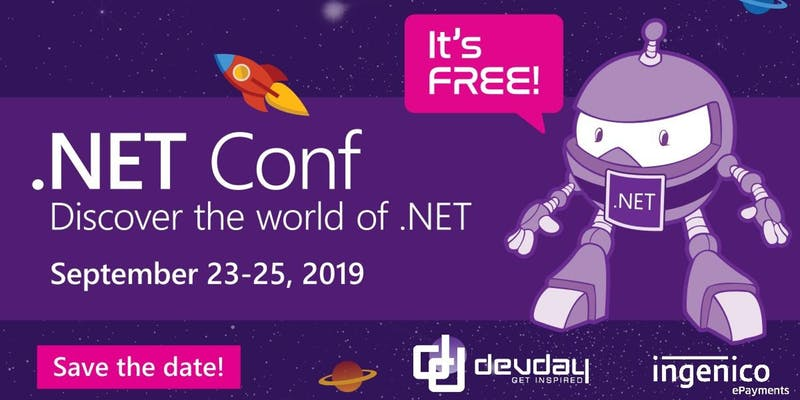 It's
FREE!
.NET Conf
Discover the world of .NET
September 23-25, 2019
.NET
Save the date!
dd devday
GET INSPIRED
ingenico
ePayments